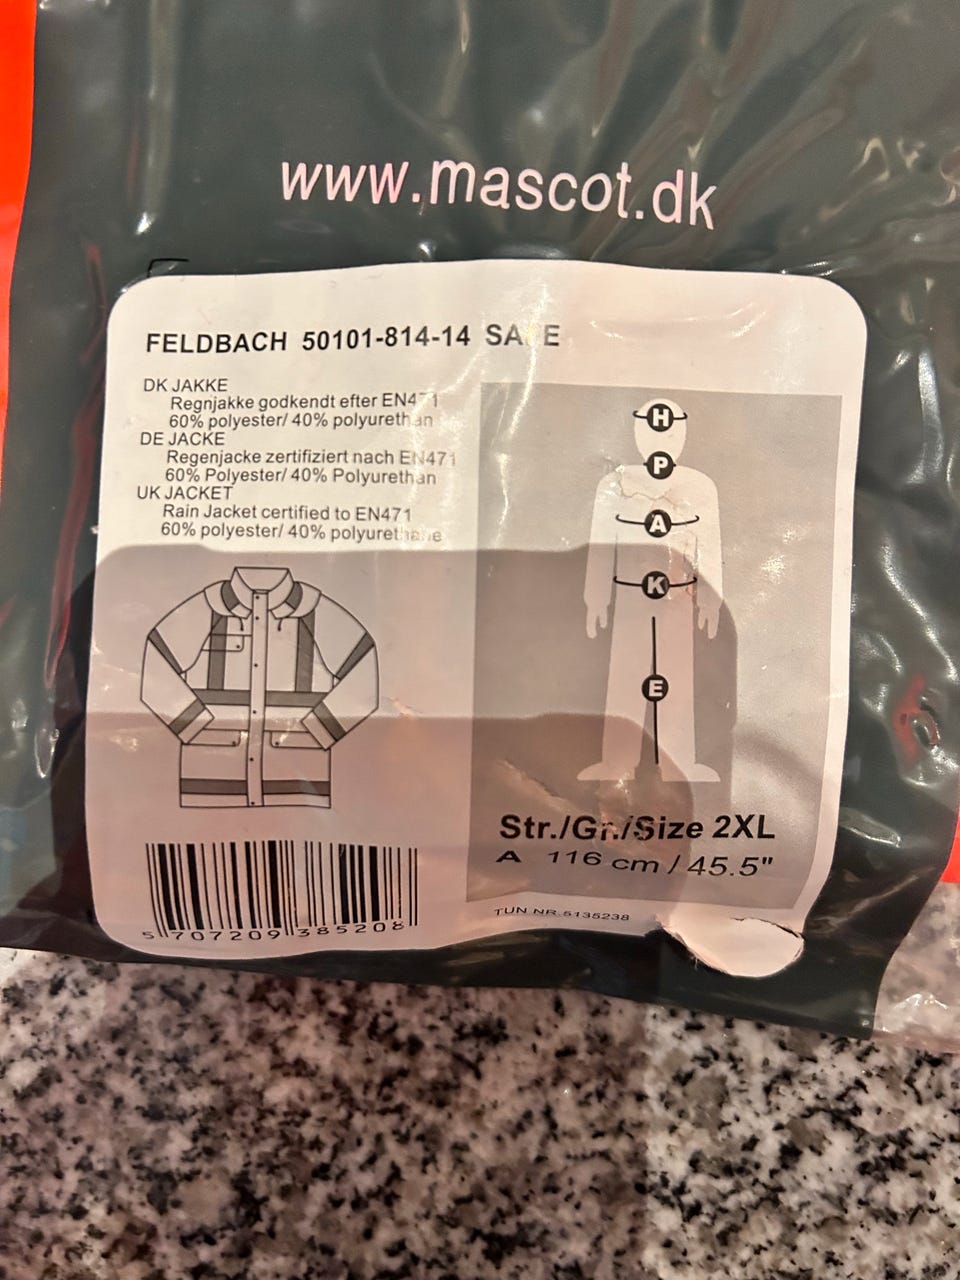 www.mascot.dk
FELDBACH 50101-814-14
DK JAKKE
Regnjakke godkendt efter EN471
60% polyester/ 40% polyurethan
DE JACKE
Regenjacke zertifiziert nach EN471
60% Polyester/ 40% Polyurethan
UK JACKET
Rain Jacket certified to EN471
60% polyester/ 40% polyurethane
H
P
A
K
E
Str./Gr./Size 2XL
A 116 cm / 45.5"
TUN NR.5135238
5 707209 385208